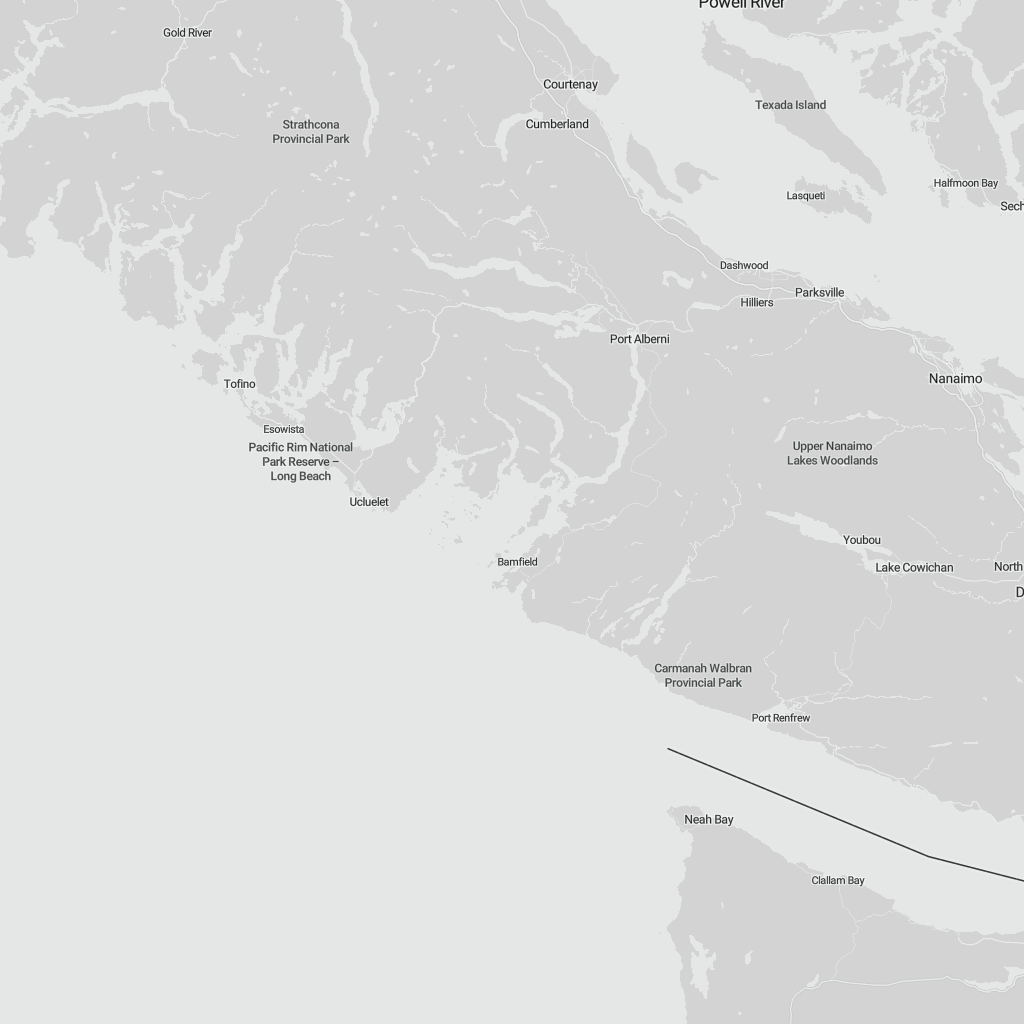 Powell River
Gold River
Courtenay
Texada Island
Cumberland
Strathcona
Provincial Park
Halfmoon Bay
Lasqueti
Sech
Dashwood
Parksville
Hilliers
Port Alberni
Nanaimo
Tofino
Esowista
Pacific Rim National
Park Reserve –
Long Beach
Upper Nanaimo
Lakes Woodlands
Ucluelet
Youbou
Bamfield
Lake Cowichan
North
D
Carmanah Walbran
Provincial Park
Port Renfrew
Neah Bay
Clallam Bay